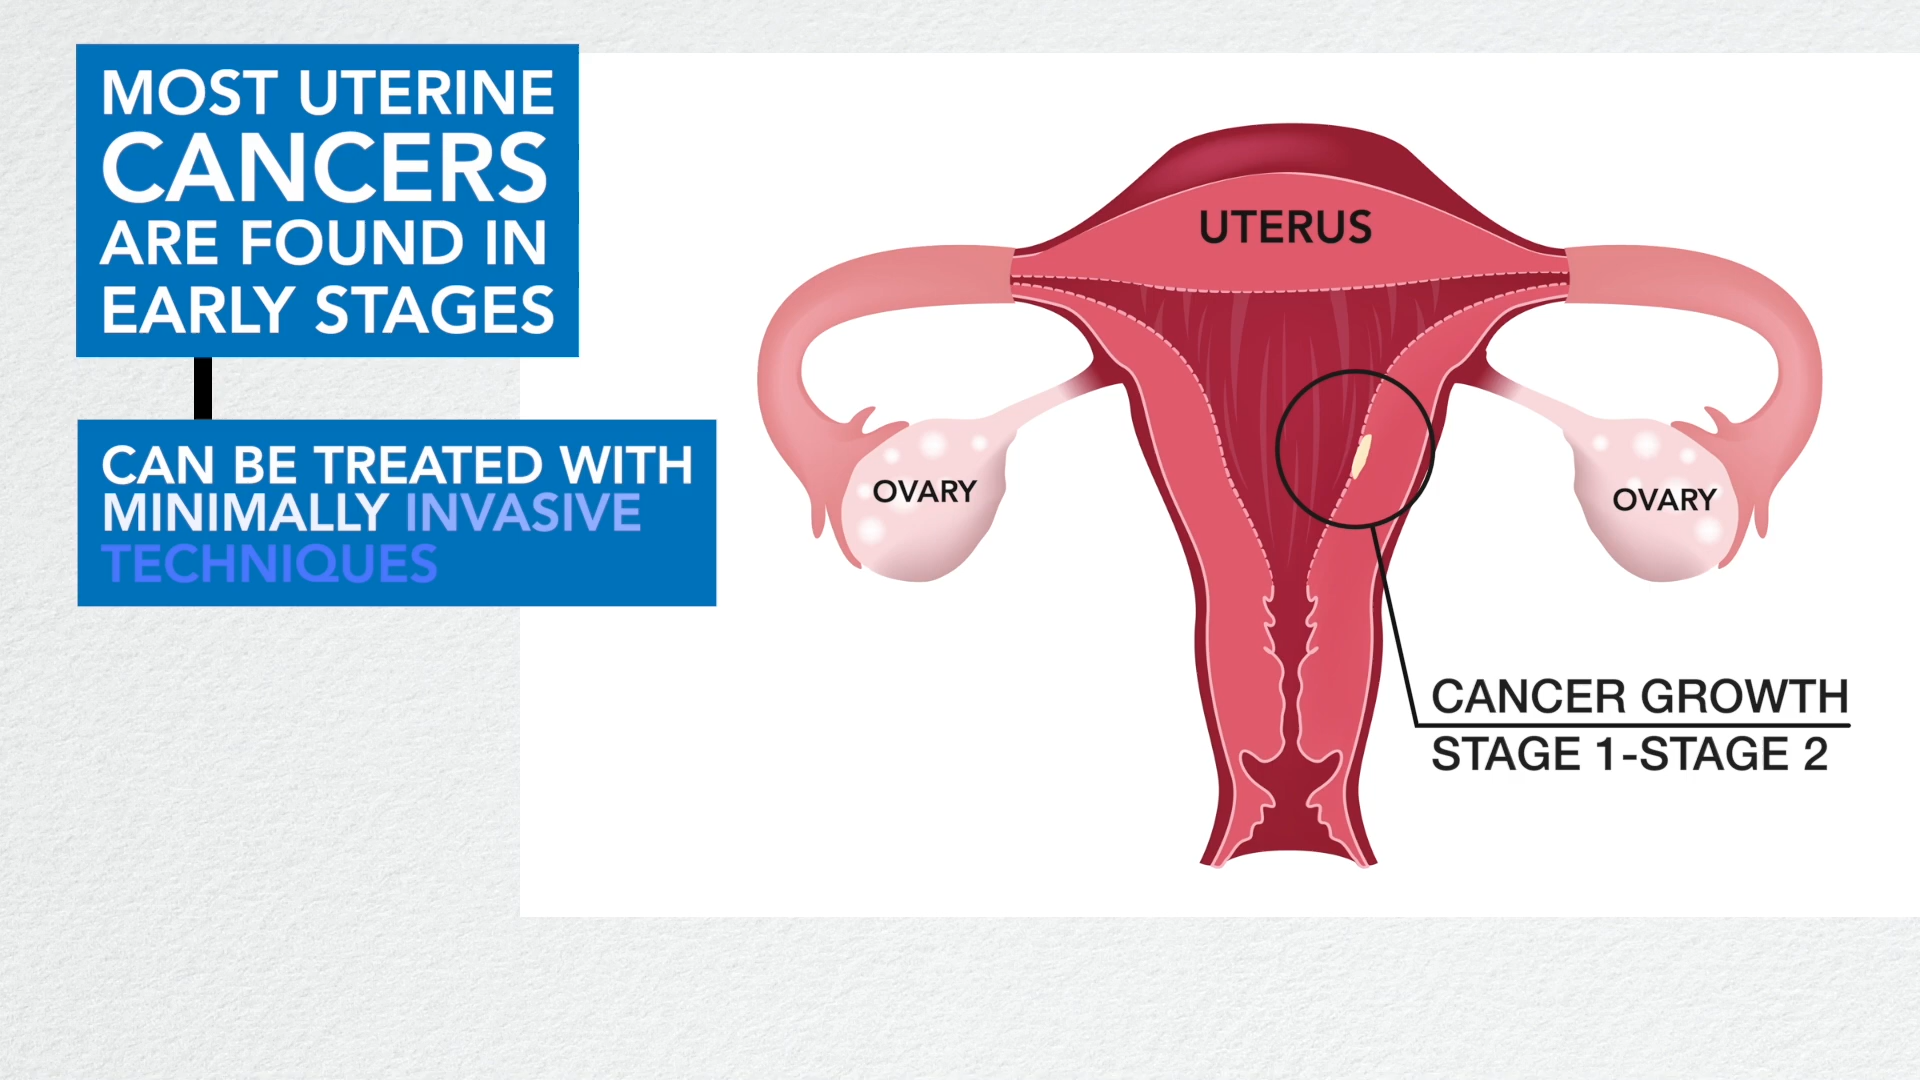 MOST UTERINE
CANCERS
ARE FOUND IN
EARLY STAGES
CAN BE TREATED WITH
MINIMALLY INVASIVE
TECHNIQUES
UTERUS
OVARY
OVARY
CANCER GROWTH
STAGE 1-STAGE 2